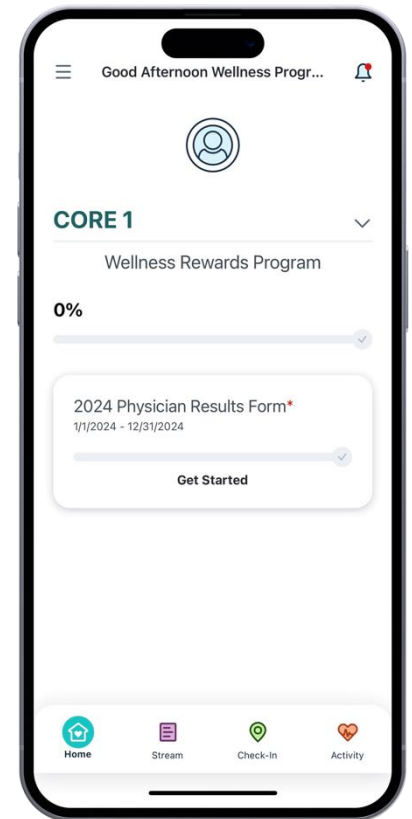 Good Afternoon Wellness Progr...
CORE 1
Wellness Rewards Program
0%
2024 Physician Results Form*
1/1/2024 - 12/31/2024
Get Started
Home
Stream
Check-In
Activity